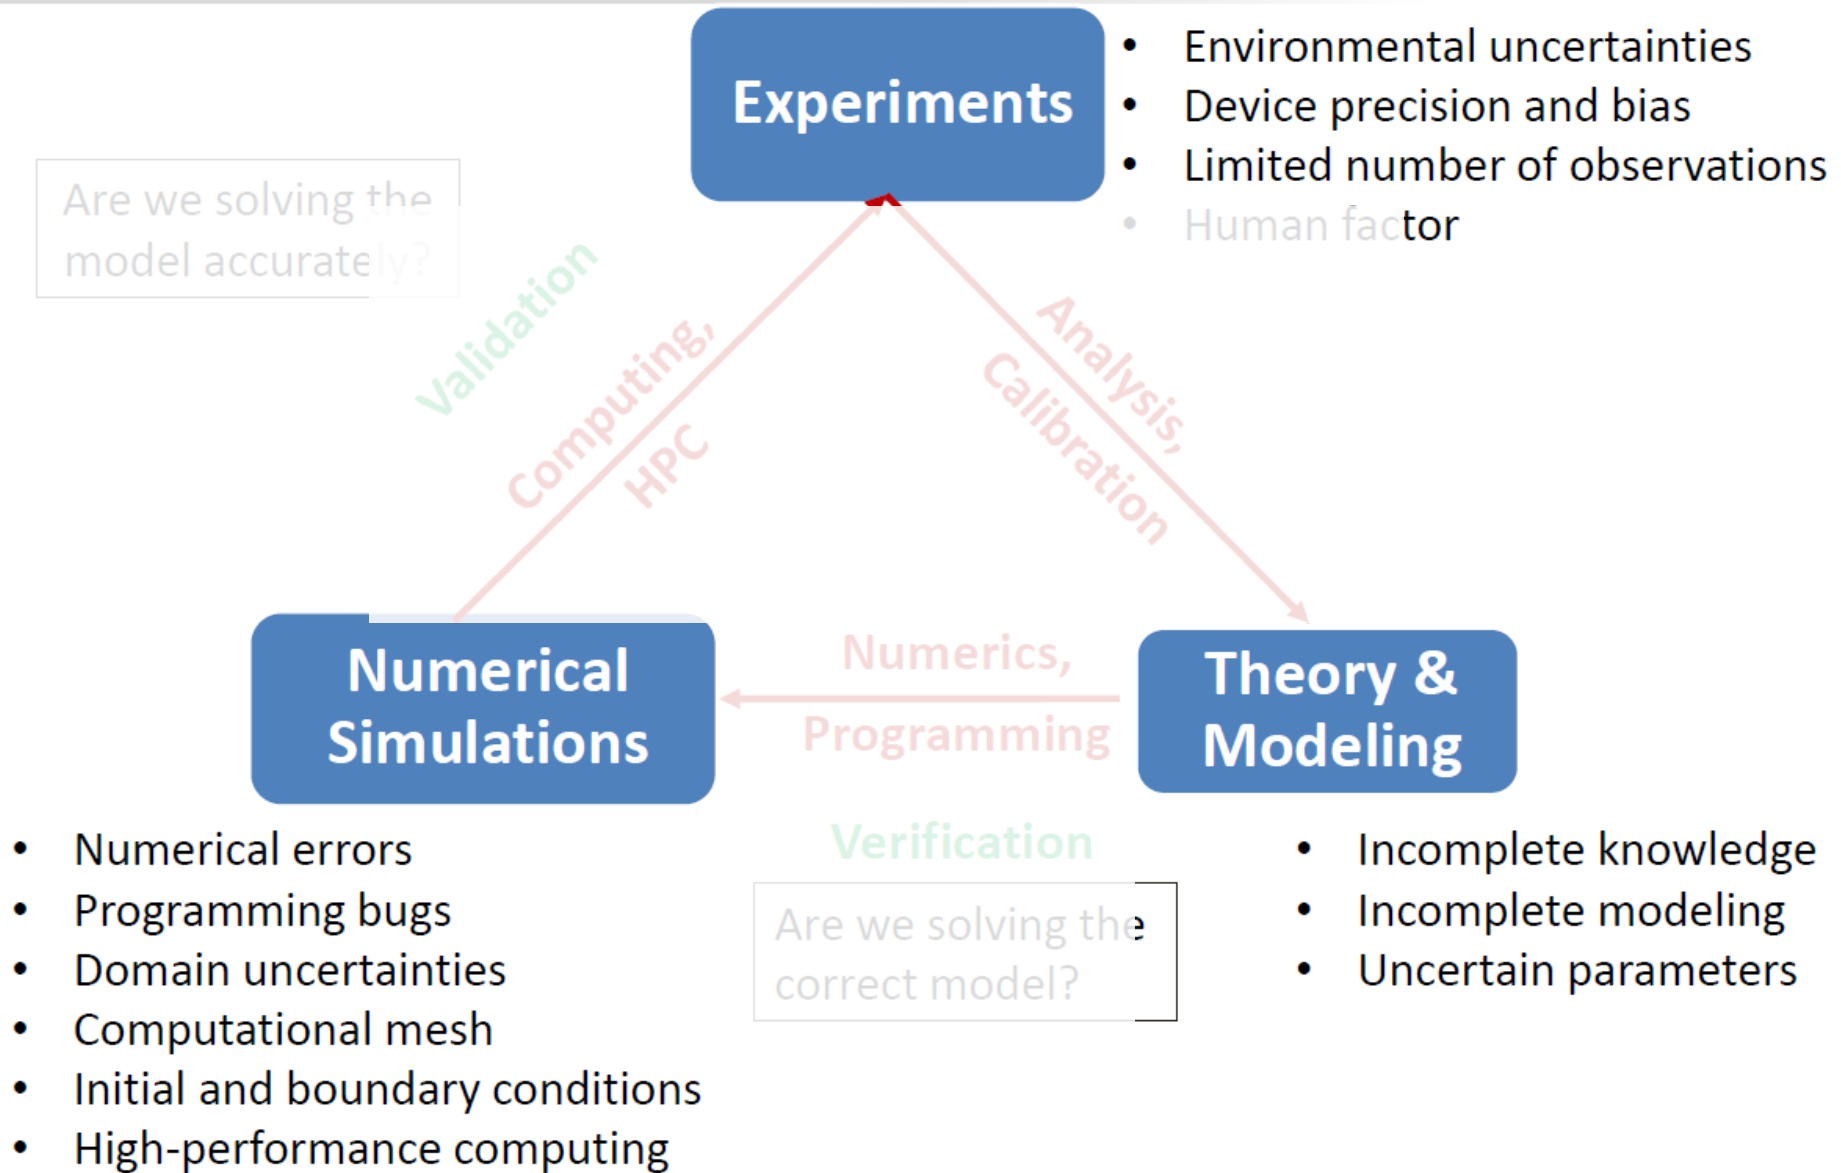 Experiments
• Environmental uncertainties
• Device precision and bias
• Limited number of observations
• Human factor
Are we solving the
model accurately?
Validation
Computing,
HPC
Analysis,
Calibration
Numerical
Simulations
Numerics,
Programming
Theory &
Modeling
• Numerical errors
• Programming bugs
• Domain uncertainties
• Computational mesh
• Initial and boundary conditions
• High-performance computing
Verification
Are we solving the
correct model?
• Incomplete knowledge
• Incomplete modeling
• Uncertain parameters